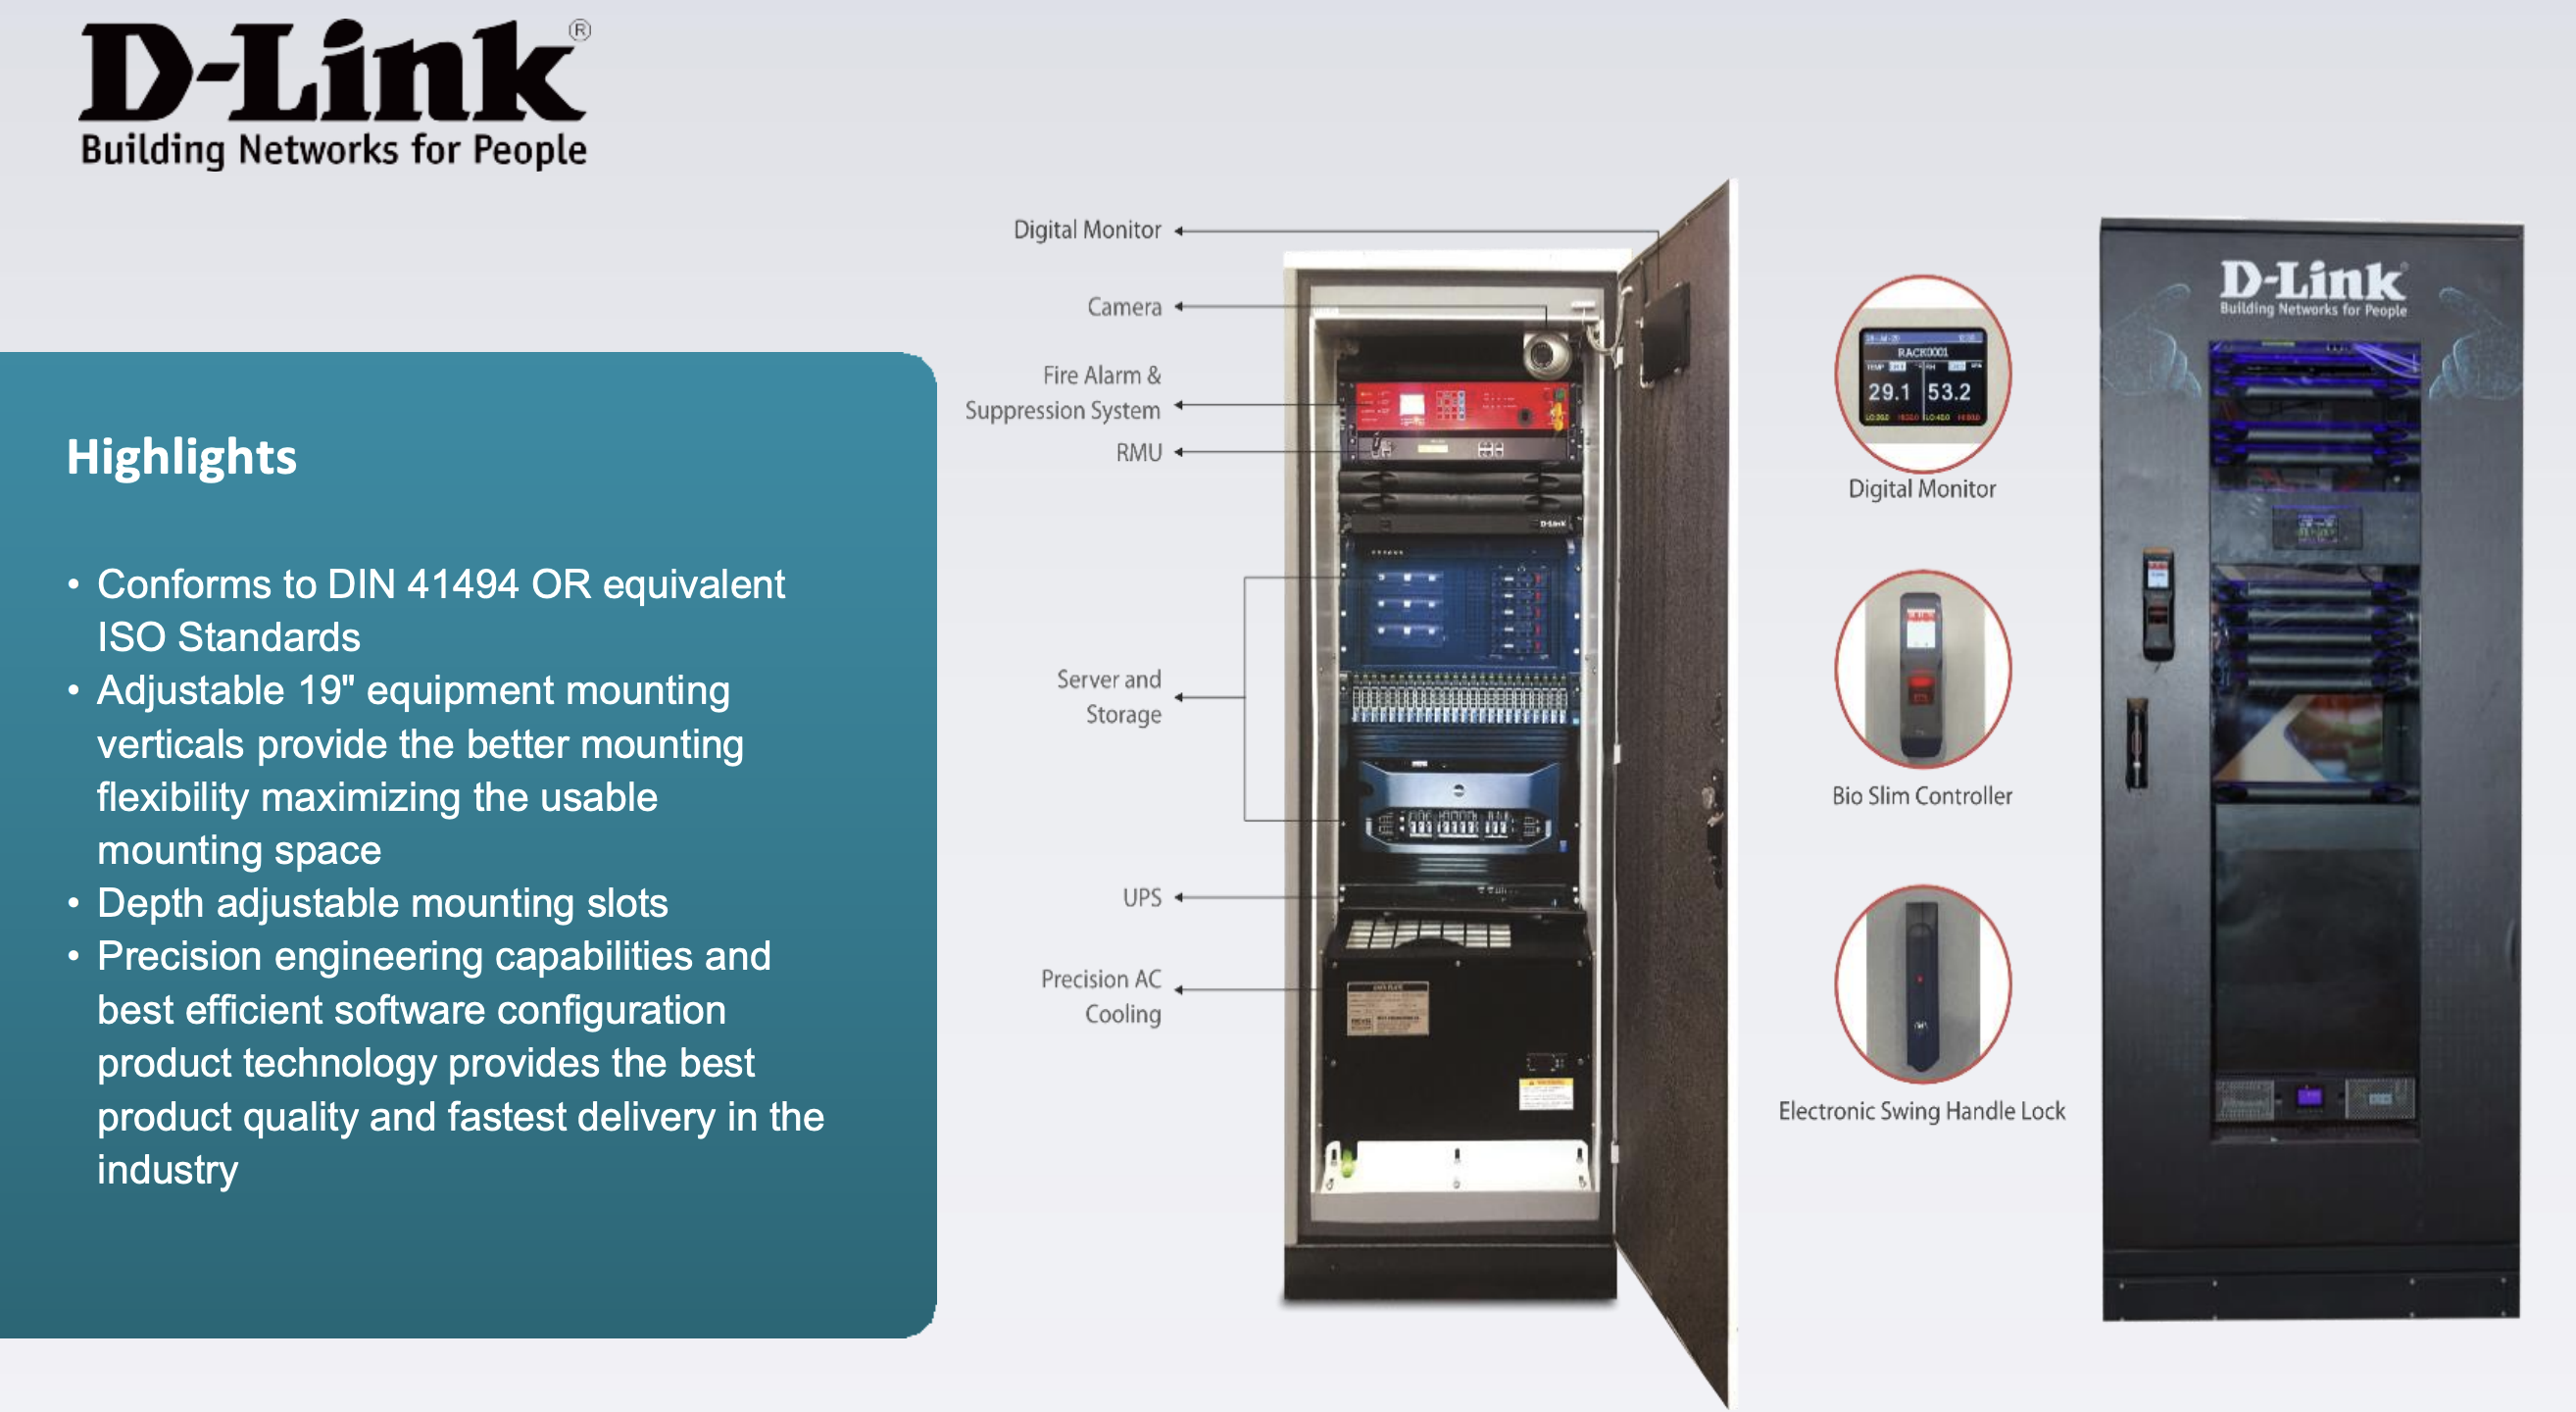 D-Link®
Building Networks for People
Highlights
• Conforms to DIN 41494 OR equivalent
ISO Standards
• Adjustable 19" equipment mounting
verticals provide the better mounting
flexibility maximizing the usable
mounting space
• Depth adjustable mounting slots
• Precision engineering capabilities and
best efficient software configuration
product technology provides the best
product quality and fastest delivery in the
industry
Digital Monitor
Camera
Fire Alarm &
Suppression System
RMU
Server and
Storage
UPS
Precision AC
Cooling
D-Link
RACK0001
TEMP
RH
29.1
53.2
Digital Monitor
Bio Slim Controller
Electronic Swing Handle Lock
D-Link
Building Networks for People